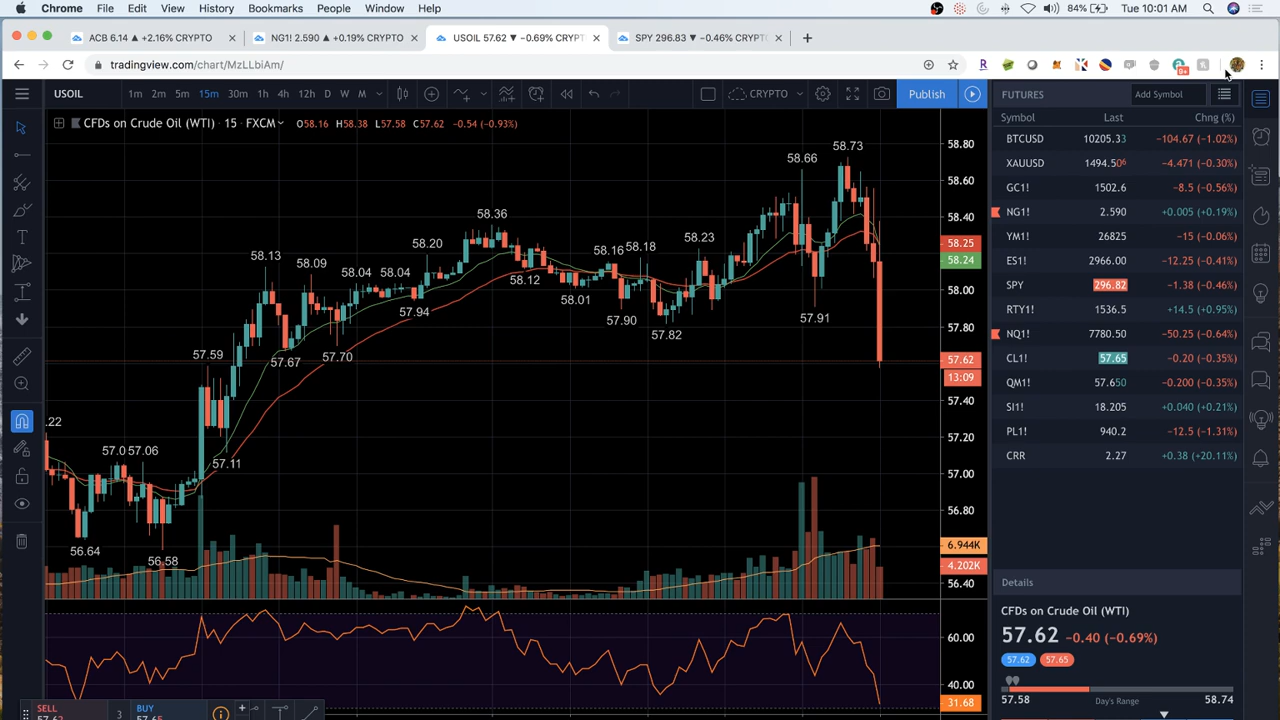 Chrome File Edit View History Bookmarks People Window Help 84% Tue 10:01 AM
ACB 6.14 ▲ +2.16% CRYPTO × NG1! 2.590 ▲ +0.19% CRYPTO × USOIL 57.62 ▼ −0.69% CRYPT × SPY 296.83 ▼ −0.46% CRYPTO × +
tradingview.com/chart/MzLLbiAm/
USOIL 1m 2m 5m 15m 30m 1h 4h 12h D W M CRYPTO Publish
CFDs on Crude Oil (WTI) · 15 · FXCM O58.16 H58.38 L57.58 C57.62 −0.54 (−0.93%)
58.73
58.66
58.36
58.13
58.09
58.20
58.04
58.04
58.16
58.18
58.23
58.12
58.01
57.94
57.90
57.82
57.91
57.59
57.67
57.70
.22
57.0
57.06
57.11
56.64
56.58
58.80
58.60
58.40
58.25
58.24
58.00
57.80
57.62
13:09
57.40
57.20
57.00
56.80
6.944K
4.202K
56.40
60.00
40.00
31.68
SELL
57.62
3
BUY
57.65
FUTURES Add Symbol
Symbol Last Chng (%)
BTCUSD 10205.33 −104.67 (−1.02%)
XAUUSD 1494.506 −4.471 (−0.30%)
GC1! 1502.6 −8.5 (−0.56%)
NG1! 2.590 +0.005 (+0.19%)
YM1! 26825 −15 (−0.06%)
ES1! 2966.00 −12.25 (−0.41%)
SPY 296.82 −1.38 (−0.46%)
RTY1! 1536.5 +14.5 (+0.95%)
NQ1! 7780.50 −50.25 (−0.64%)
CL1! 57.65 −0.20 (−0.35%)
QM1! 57.650 −0.200 (−0.35%)
SI1! 18.205 +0.040 (+0.21%)
PL1! 940.2 −12.5 (−1.31%)
CRR 2.27 +0.38 (+20.11%)
Details
CFDs on Crude Oil (WTI)
57.62 −0.40 (−0.69%)
57.62 57.65
57.58 Day's Range 58.74